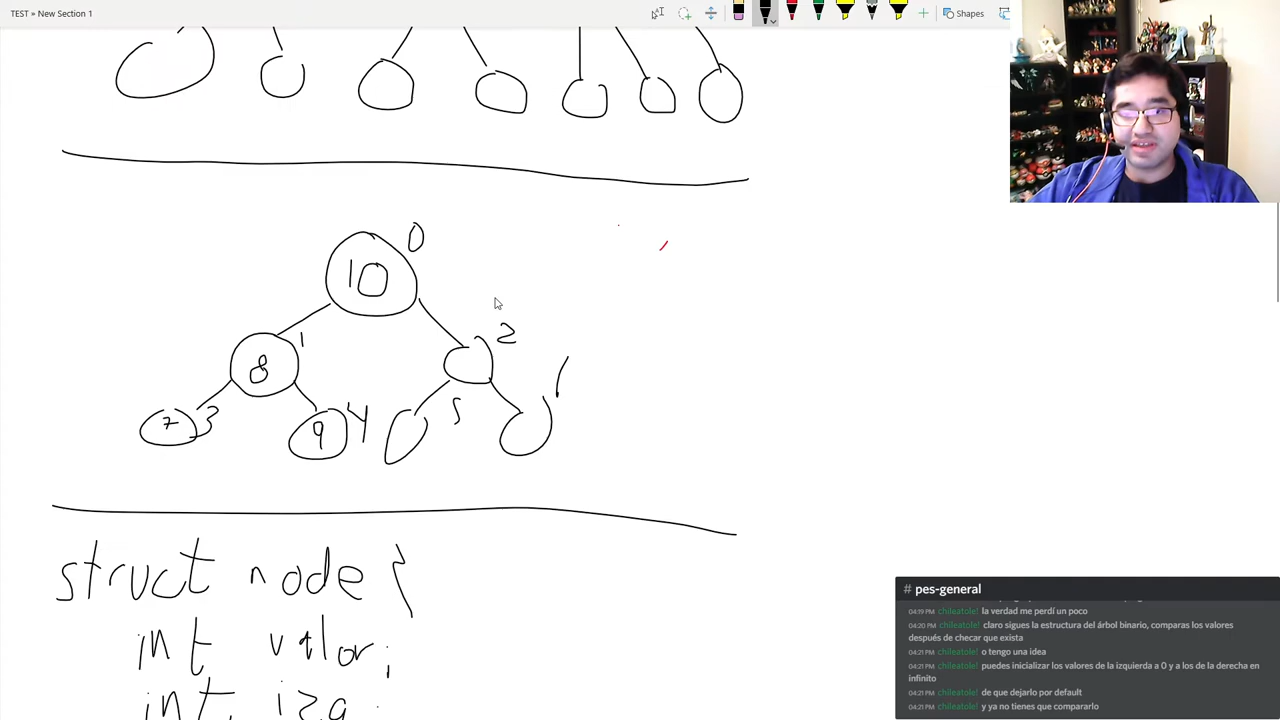 TEST » New Section 1
Shapes
10
0
8
1
2
7
3
9
4
5
struct node {
int valor;
int izq
# pes-general
04:19 PM chileatole! la verdad me perdí un poco
04:20 PM chileatole! claro sigues la estructura del árbol binario, comparas los valores
después de checar que exista
04:21 PM chileatole! o tengo una idea
04:21 PM chileatole! puedes inicializar los valores de la izquierda a 0 y a los de la derecha en
infinito
04:21 PM chileatole! de que dejarlo por default
04:21 PM chileatole! y ya no tienes que compararlo